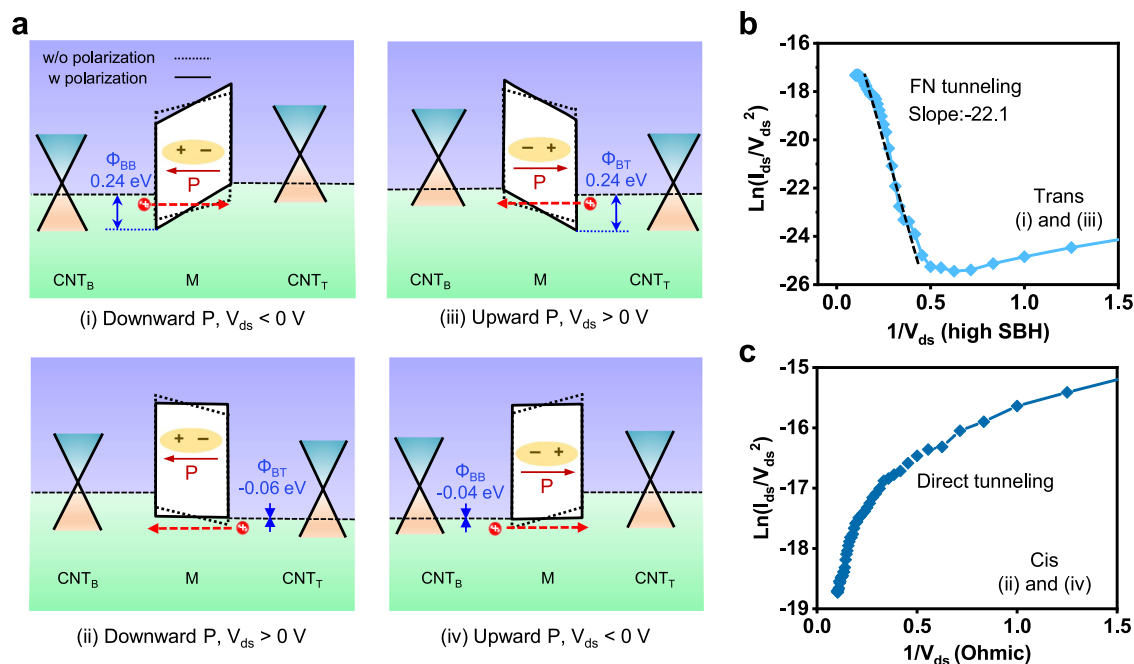 a
w/o polarization
w polarization
Φ_BB
0.24 eV
+ −
P
CNT_B
M
CNT_T
(i) Downward P, V_ds < 0 V
− +
P
Φ_BT
0.24 eV
CNT_B
M
CNT_T
(iii) Upward P, V_ds > 0 V
+ −
P
Φ_BT
-0.06 eV
CNT_B
M
CNT_T
(ii) Downward P, V_ds > 0 V
Φ_BB
-0.04 eV
− +
P
CNT_B
M
CNT_T
(iv) Upward P, V_ds < 0 V
b
Ln(I_ds/V_ds^2)
-16
-18
-20
-22
-24
-26
FN tunneling
Slope:-22.1
Trans
(i) and (iii)
0.0 0.5 1.0 1.5
1/V_ds (high SBH)
c
Ln(I_ds/V_ds^2)
-15
-16
-17
-18
-19
Direct tunneling
Cis
(ii) and (iv)
0.0 0.5 1.0 1.5
1/V_ds (Ohmic)